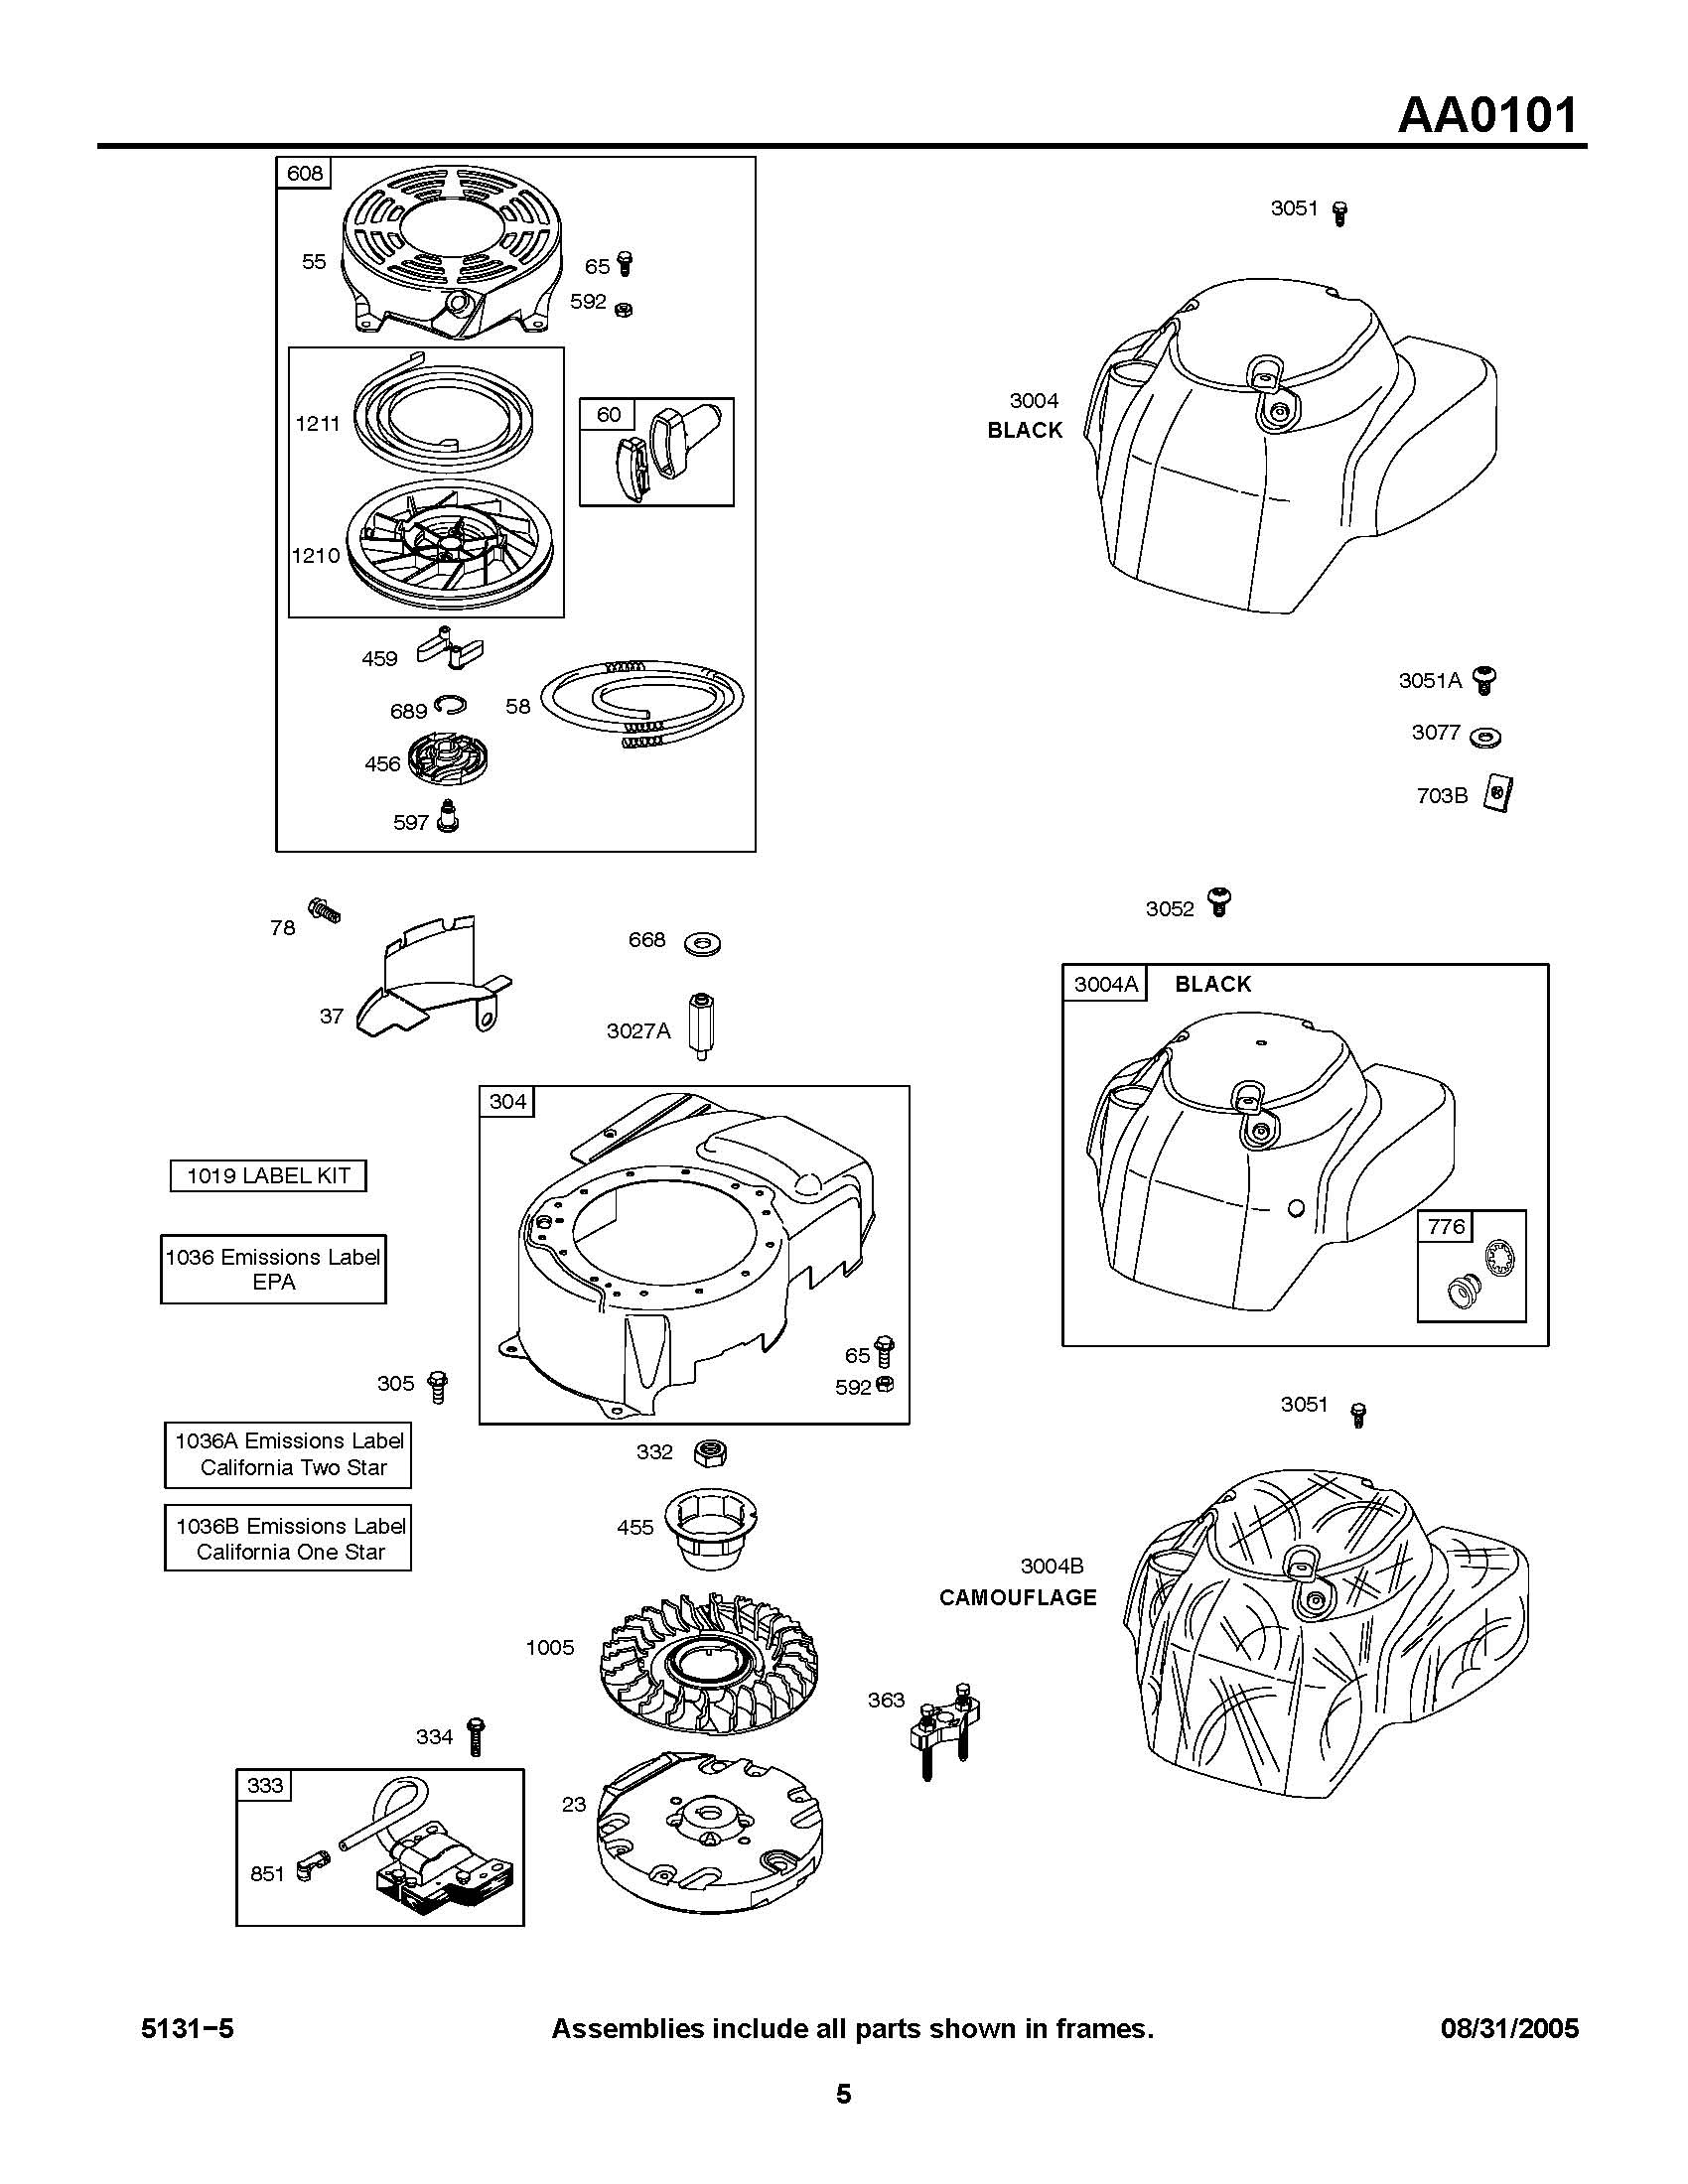 AA0101
608
55
65
592
1211
60
1210
459
689
58
456
597
3051
3004
BLACK
3051A
3077
703B
78
37
668
3027A
3052
3004A BLACK
776
304
65
592
1019 LABEL KIT
1036 Emissions Label
EPA
305
1036A Emissions Label
California Two Star
1036B Emissions Label
California One Star
332
455
1005
3051
3004B
CAMOUFLAGE
363
334
333
851
23
5131−5 Assemblies include all parts shown in frames. 08/31/2005
5